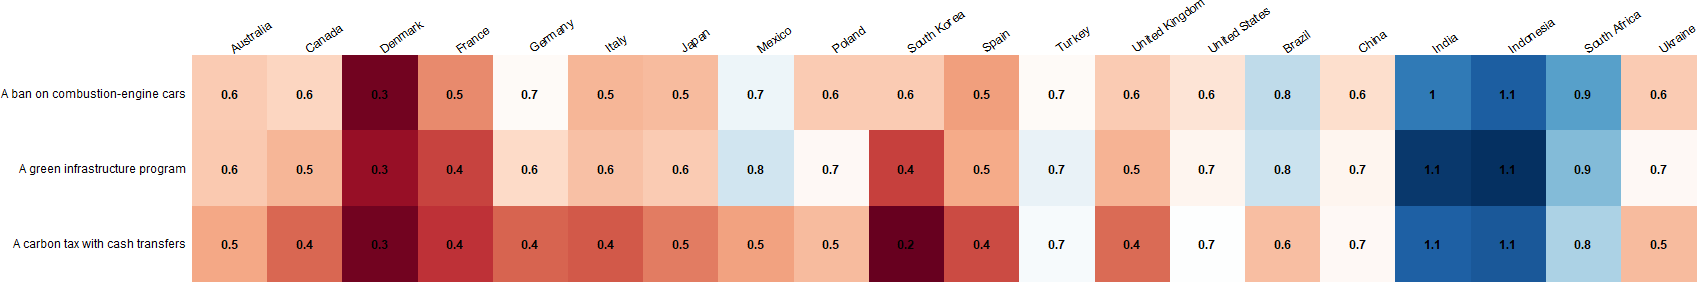 Australia Canada Denmark France Germany Italy Japan Mexico Poland South Korea Spain Turkey United Kingdom United States Brazil China India Indonesia South Africa Ukraine
A ban on combustion-engine cars 0.6 0.6 0.3 0.5 0.7 0.5 0.5 0.7 0.6 0.6 0.5 0.7 0.6 0.6 0.8 0.6 1 1.1 0.9 0.6
A green infrastructure program 0.6 0.5 0.3 0.4 0.6 0.6 0.6 0.8 0.7 0.4 0.5 0.7 0.5 0.7 0.8 0.7 1.1 1.1 0.9 0.7
A carbon tax with cash transfers 0.5 0.4 0.3 0.4 0.4 0.4 0.5 0.5 0.5 0.2 0.4 0.7 0.4 0.7 0.6 0.7 1.1 1.1 0.8 0.5